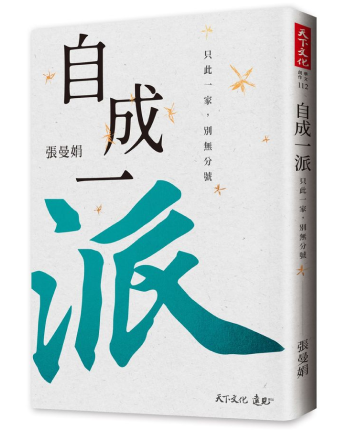 只此一家，別無分號
自成一派
張曼娟
天下文化 遠見
天下文化
112
自成一派
只此一家，別無分號
張曼娟